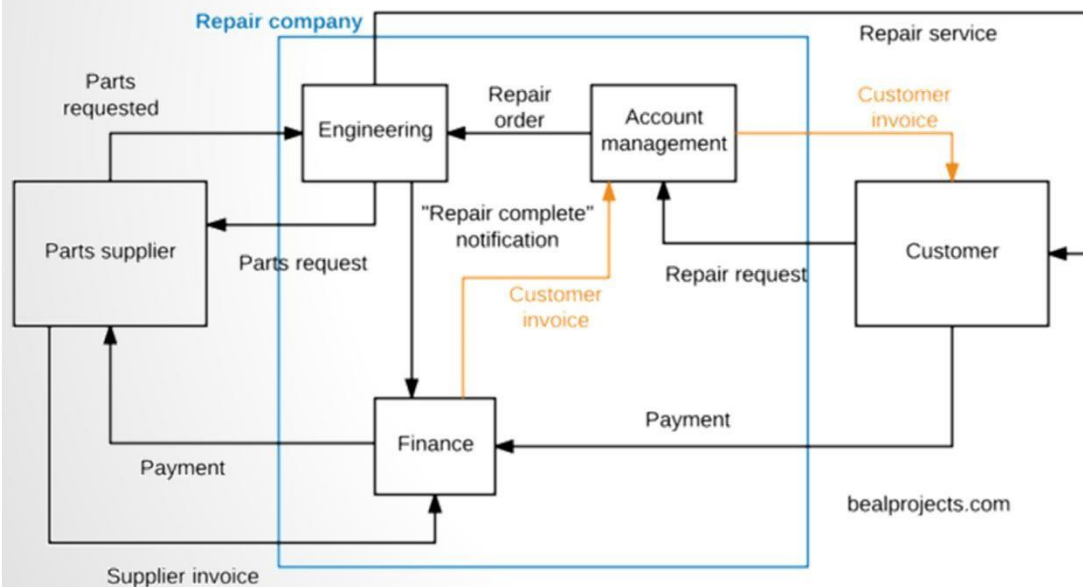 Repair company
Repair service
Parts
requested
Engineering
Repair
order
Account
management
Customer
invoice
Parts supplier
"Repair complete"
notification
Customer
Parts request
Repair request
Customer
invoice
Finance
Payment
Payment
bealprojects.com
Supplier invoice